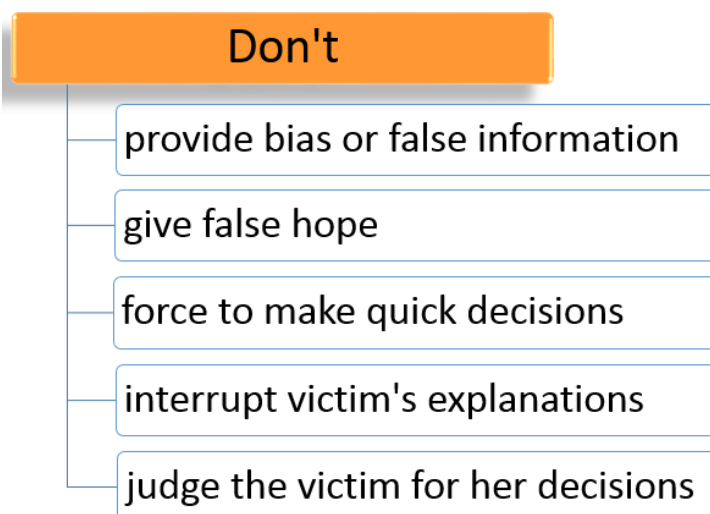 Don't
provide bias or false information
give false hope
force to make quick decisions
interrupt victim's explanations
judge the victim for her decisions